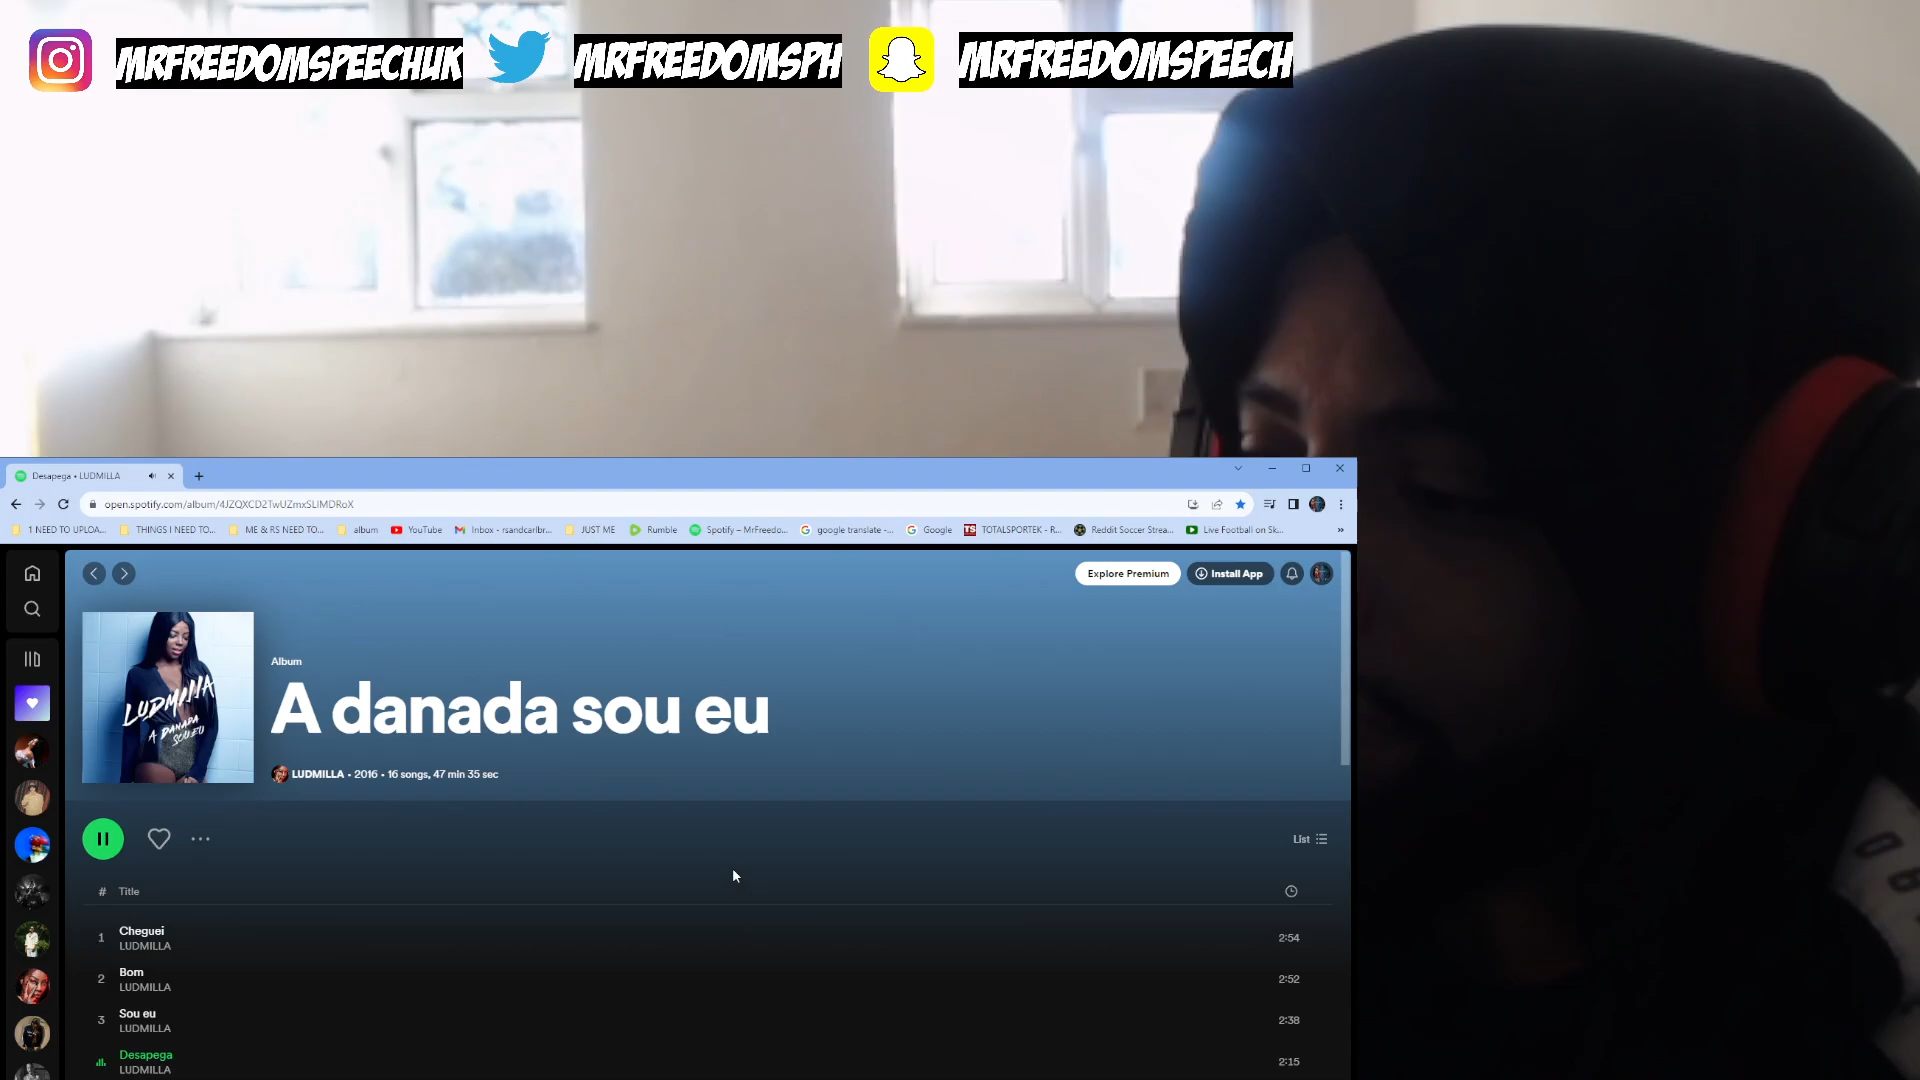 MRFREEDOMSPEECHUK
MRFREEDOMSPH
MRFREEDOMSPEECH
Desapega • LUDMILLA
open.spotify.com/album/4JZQXCD2TwUZmxSLIMDRoX
1 NEED TO UPLOA...
THINGS I NEED TO...
ME & RS NEED TO...
album
YouTube
Inbox - rsandcarlbr...
JUST ME
Rumble
Spotify – MrFreedo...
google translate -...
Google
TS
TOTALSPORTEK - R...
Reddit Soccer Strea...
Live Football on Sk...
Explore Premium
Install App
LUDMILLA
A DANADA
SOU EU
Album
A danada sou eu
LUDMILLA • 2016 • 16 songs, 47 min 35 sec
List
# Title
1 Cheguei 2:54
LUDMILLA
2 Bom 2:52
LUDMILLA
3 Sou eu 2:38
LUDMILLA
Desapega 2:15
LUDMILLA